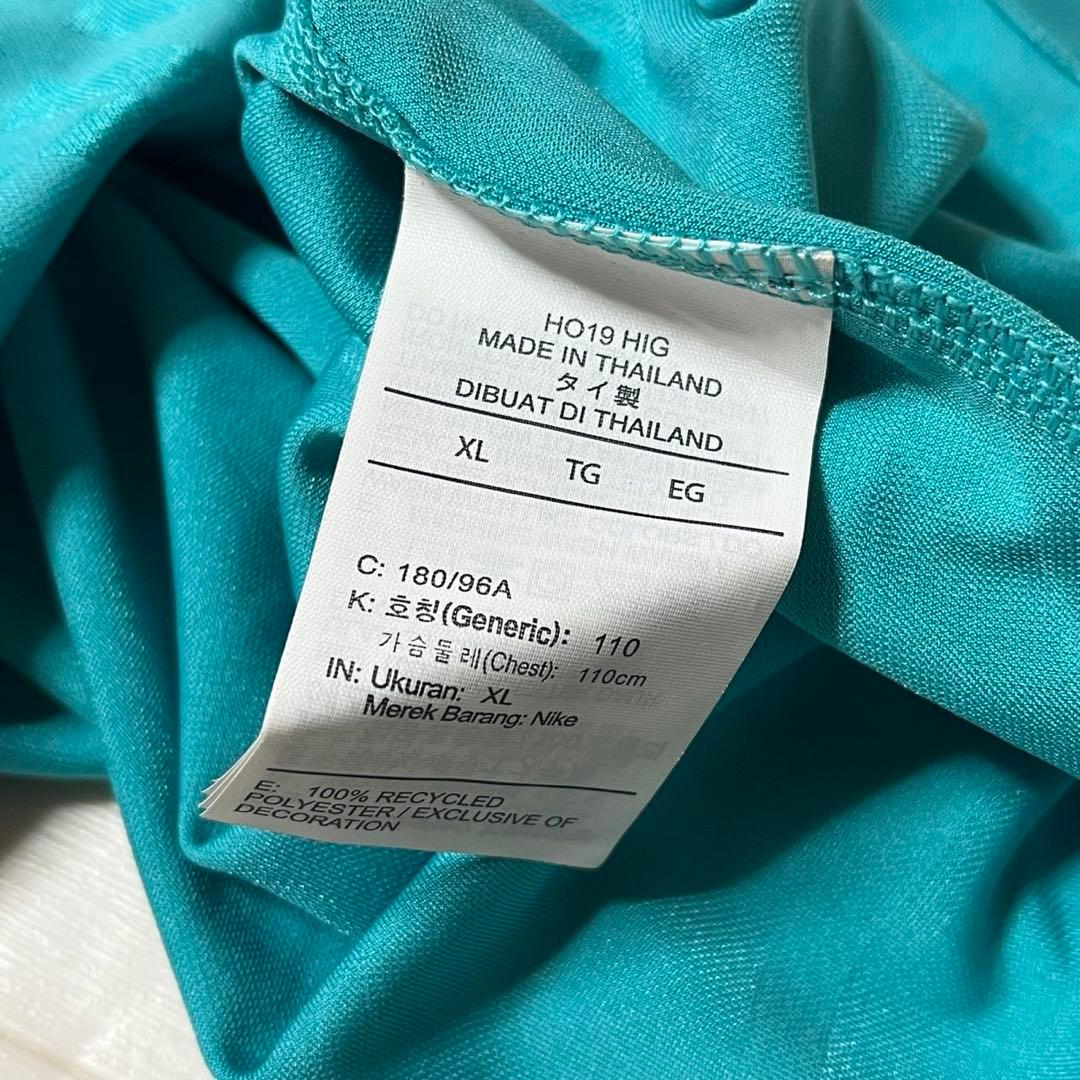 HO19 HIG
MADE IN THAILAND
タイ製
DIBUAT DI THAILAND
XL TG EG
C: 180/96A
K: 호칭(Generic): 110
가슴둘레(Chest): 110cm
IN: Ukuran: XL
Merek Barang: Nike
E: 100% RECYCLED
POLYESTER / EXCLUSIVE OF
DECORATION